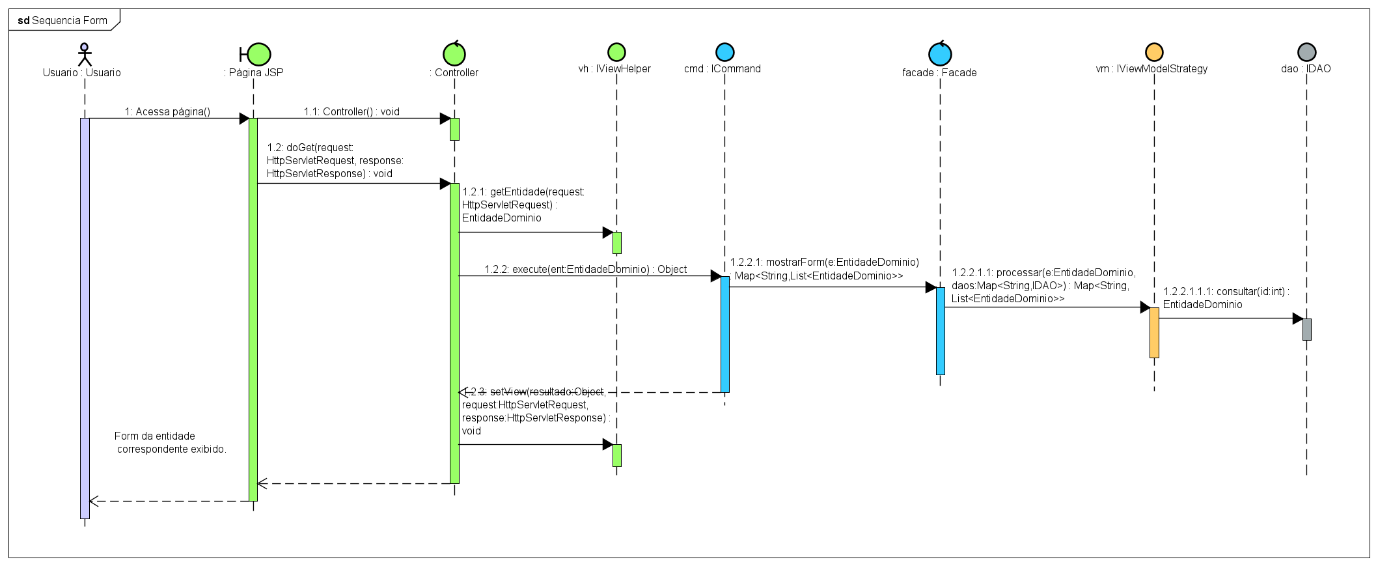 sd Sequencia Form
Usuario : Usuario
: Página JSP
: Controller
vh : IViewHelper
cmd : ICommand
facade : Facade
vm : IViewModelStrategy
dao : IDAO
1: Acessa página()
1.1: Controller() : void
1.2: doGet(request:
HttpServletRequest, response:
HttpServletResponse) : void
1.2.1: getEntidade(request:
HttpServletRequest) :
EntidadeDominio
1.2.2: execute(ent:EntidadeDominio) : Object
1.2.2.1: mostrarForm(e:EntidadeDominio)
: Map<String,List<EntidadeDominio>>
1.2.2.1.1: processar(e:EntidadeDominio,
daos:Map<String,IDAO>) : Map<String,
List<EntidadeDominio>>
1.2.2.1.1.1: consultar(id:int) :
EntidadeDominio
1.2.3: setView(resultado:Object,
request:HttpServletRequest,
response:HttpServletResponse) :
void
Form da entidade
correspondente exibido.